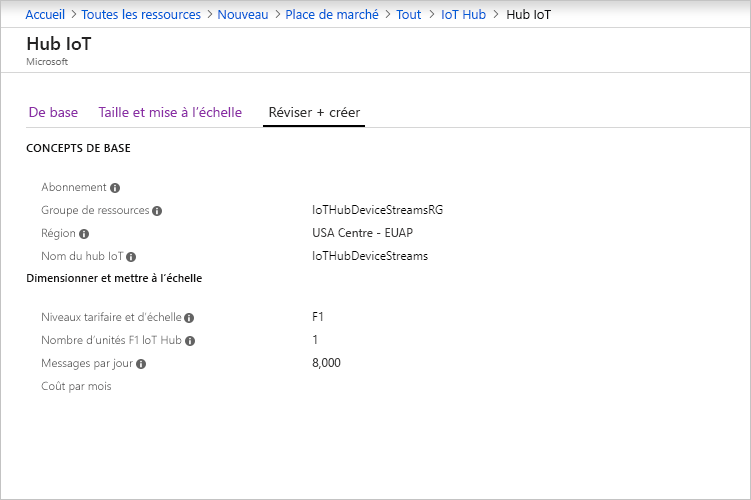 Accueil > Toutes les ressources > Nouveau > Place de marché > Tout > IoT Hub > Hub IoT
Hub IoT
Microsoft
De base Taille et mise à l'échelle Réviser + créer
CONCEPTS DE BASE
Abonnement
Groupe de ressources IoTHubDeviceStreamsRG
Région USA Centre - EUAP
Nom du hub IoT IoTHubDeviceStreams
Dimensionner et mettre à l'échelle
Niveaux tarifaire et d'échelle F1
Nombre d'unités F1 IoT Hub 1
Messages par jour 8,000
Coût par mois